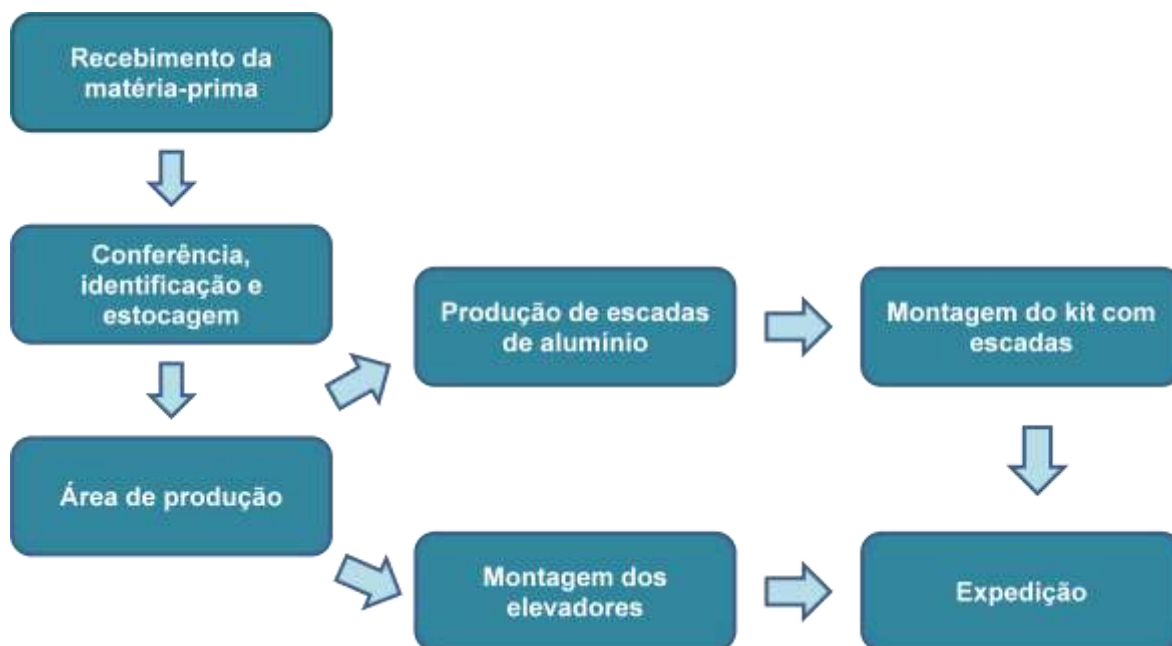 Recebimento da
matéria-prima
Conferência,
identificação e
estocagem
Área de produção
Produção de escadas
de alumínio
Montagem do kit com
escadas
Montagem dos
elevadores
Expedição